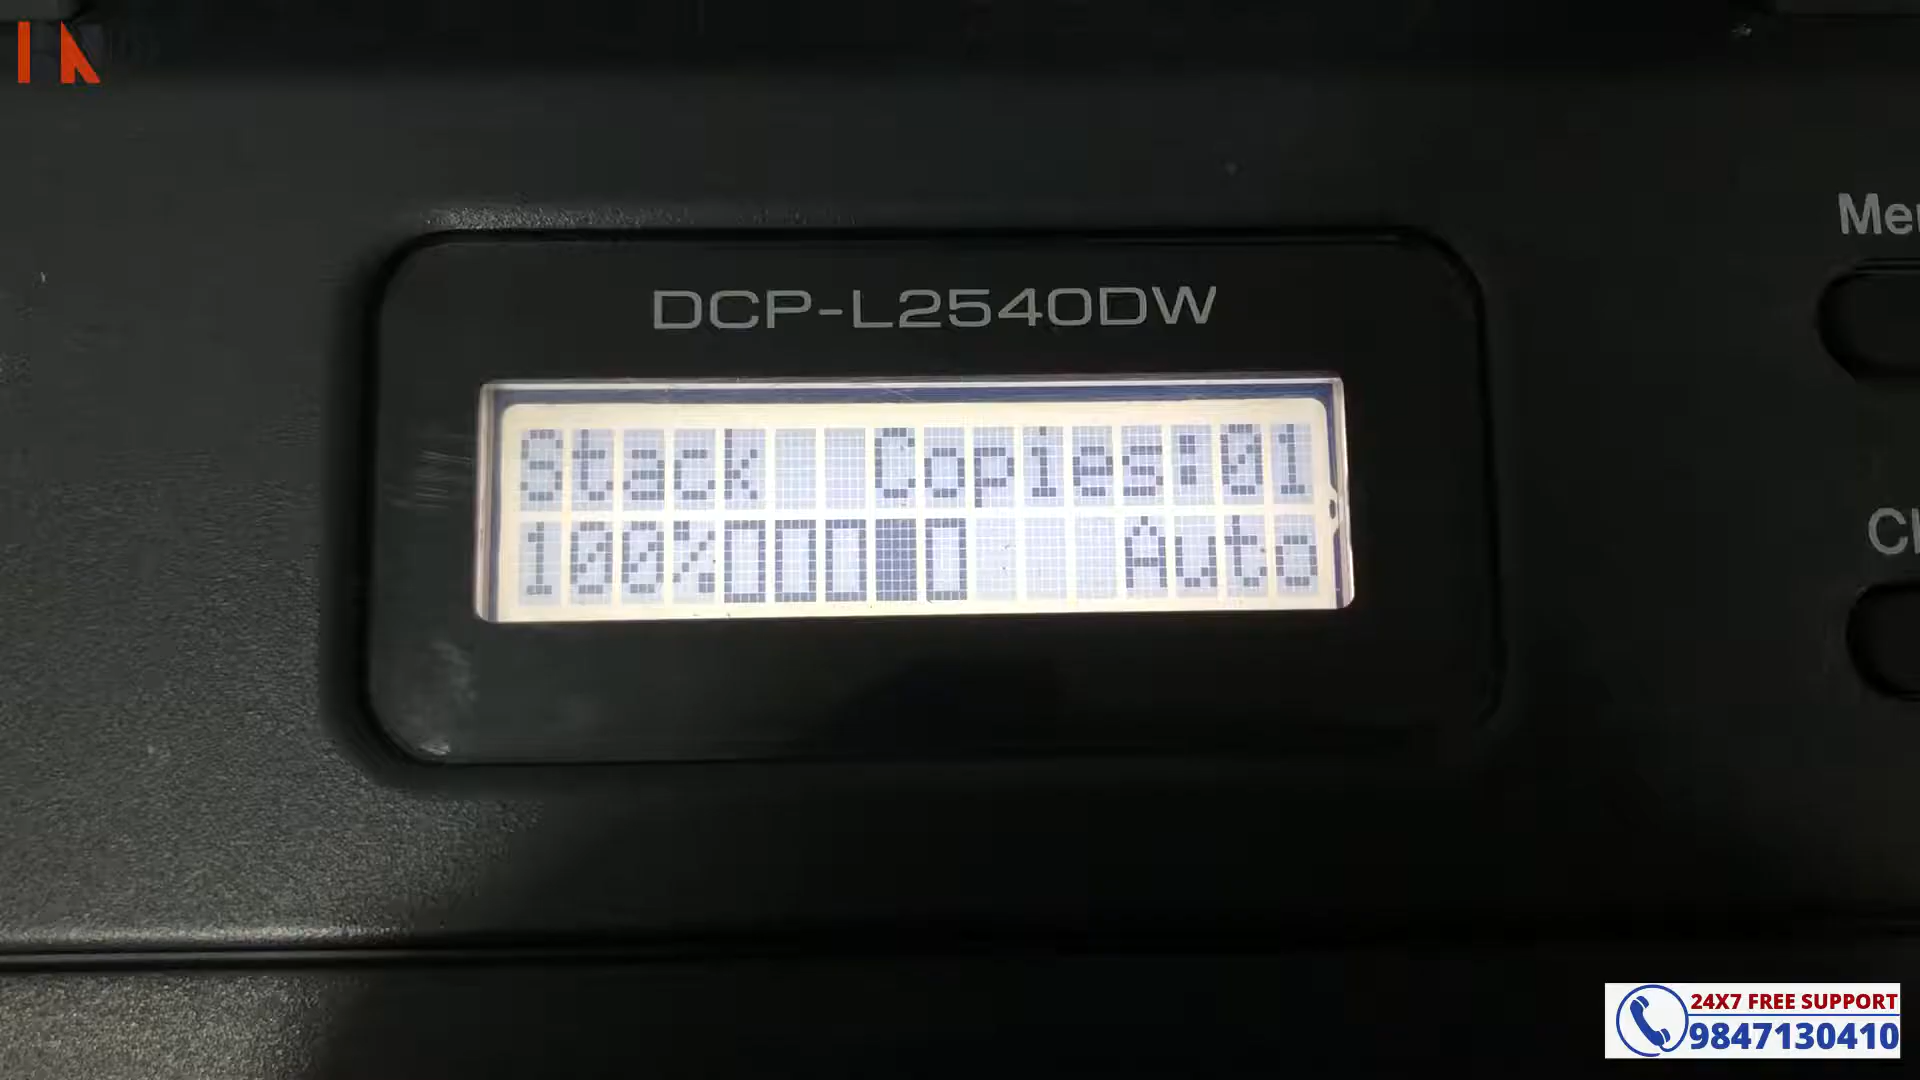 DCP-L2540DW
Stack Copies:01
100%▯▯▯▮▯ Auto
24X7 FREE SUPPORT
9847130410